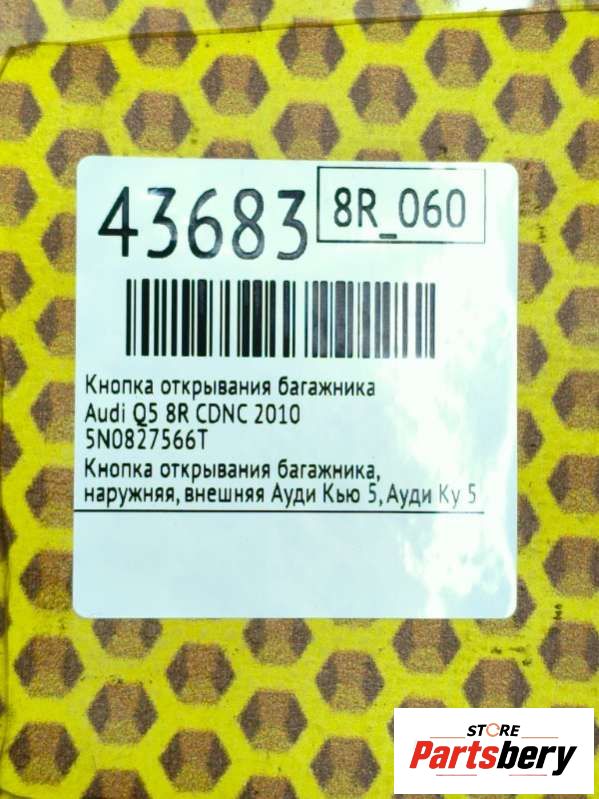 43683
8R_060
Кнопка открывания багажника
Audi Q5 8R CDNC 2010
5N0827566T
Кнопка открывания багажника,
наружняя, внешняя Ауди Кью 5, Ауди Ку 5
STORE
Partsbery